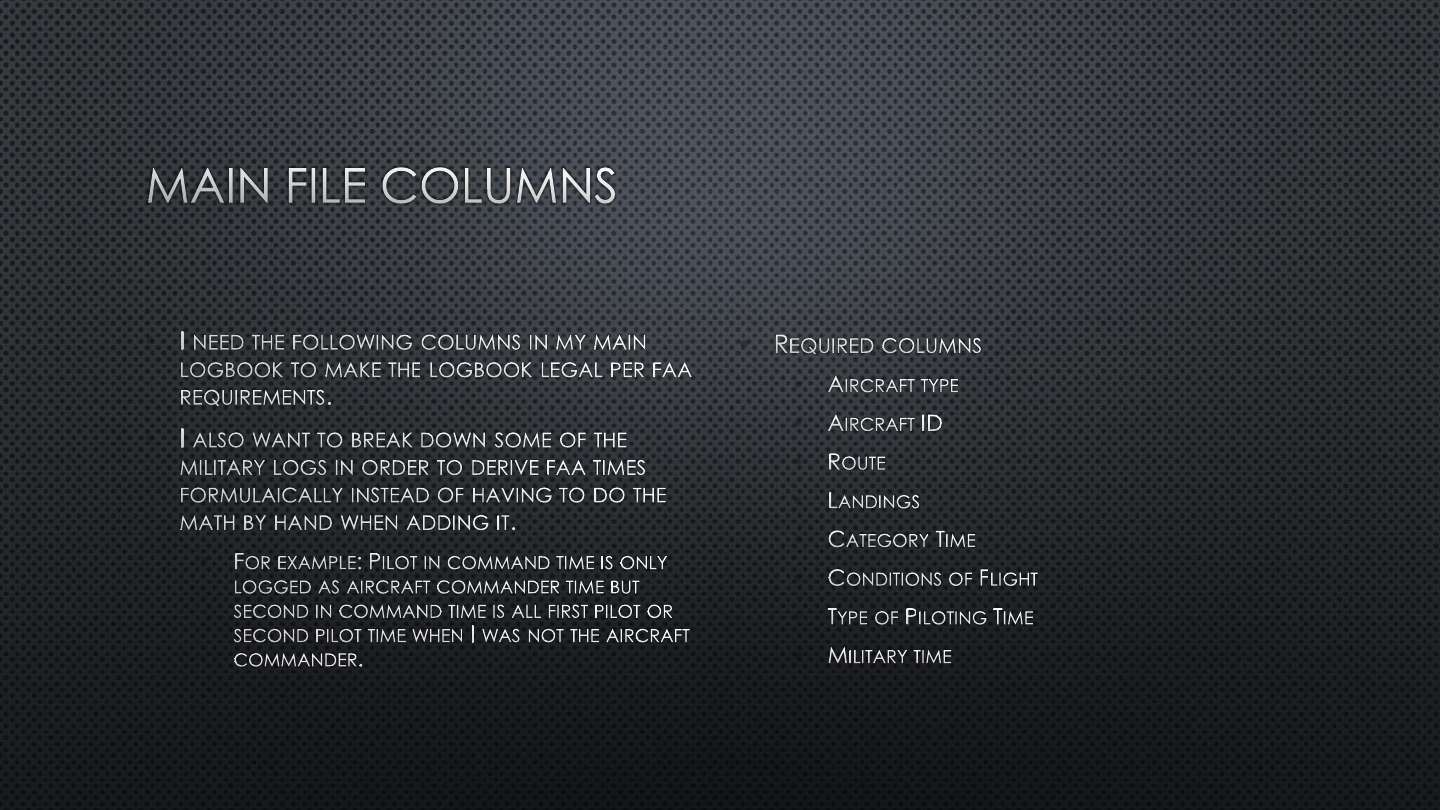 MAIN FILE COLUMNS
I NEED THE FOLLOWING COLUMNS IN MY MAIN
LOGBOOK TO MAKE THE LOGBOOK LEGAL PER FAA
REQUIREMENTS.
I ALSO WANT TO BREAK DOWN SOME OF THE
MILITARY LOGS IN ORDER TO DERIVE FAA TIMES
FORMULAICALLY INSTEAD OF HAVING TO DO THE
MATH BY HAND WHEN ADDING IT.
FOR EXAMPLE: PILOT IN COMMAND TIME IS ONLY
LOGGED AS AIRCRAFT COMMANDER TIME BUT
SECOND IN COMMAND TIME IS ALL FIRST PILOT OR
SECOND PILOT TIME WHEN I WAS NOT THE AIRCRAFT
COMMANDER.
REQUIRED COLUMNS
AIRCRAFT TYPE
AIRCRAFT ID
ROUTE
LANDINGS
CATEGORY TIME
CONDITIONS OF FLIGHT
TYPE OF PILOTING TIME
MILITARY TIME